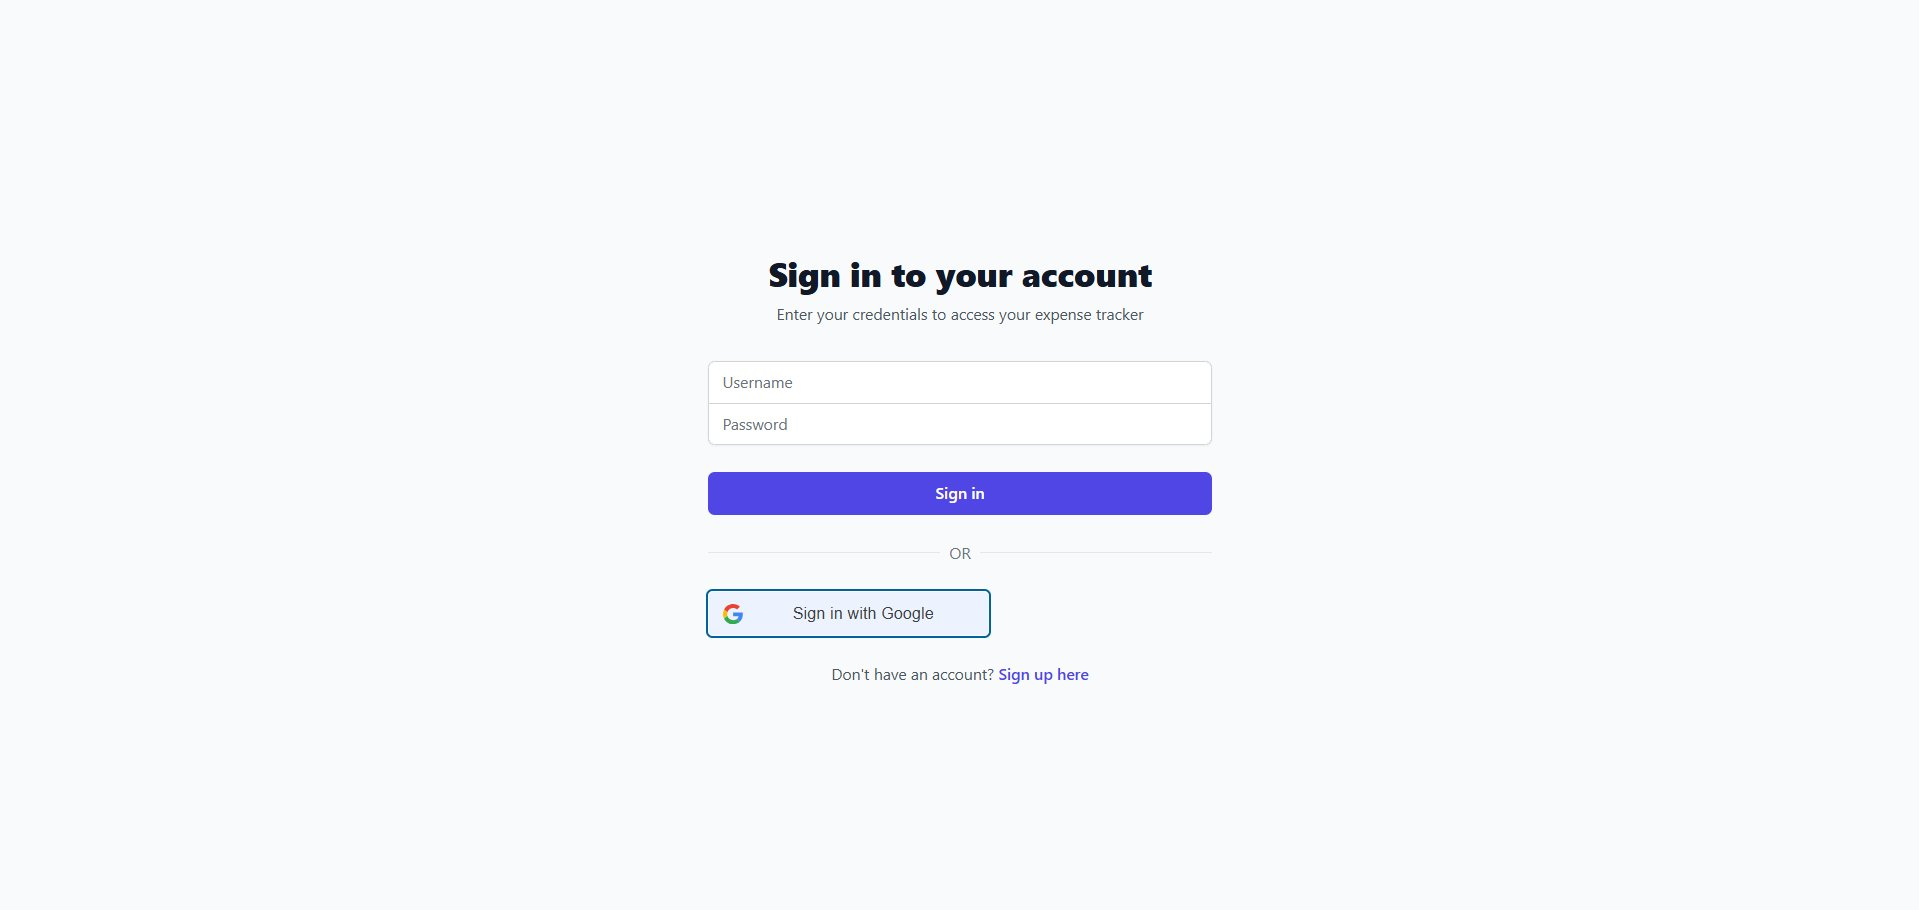 Sign in to your account
Enter your credentials to access your expense tracker
Username
Password
Sign in
OR
Sign in with Google
Don't have an account? Sign up here